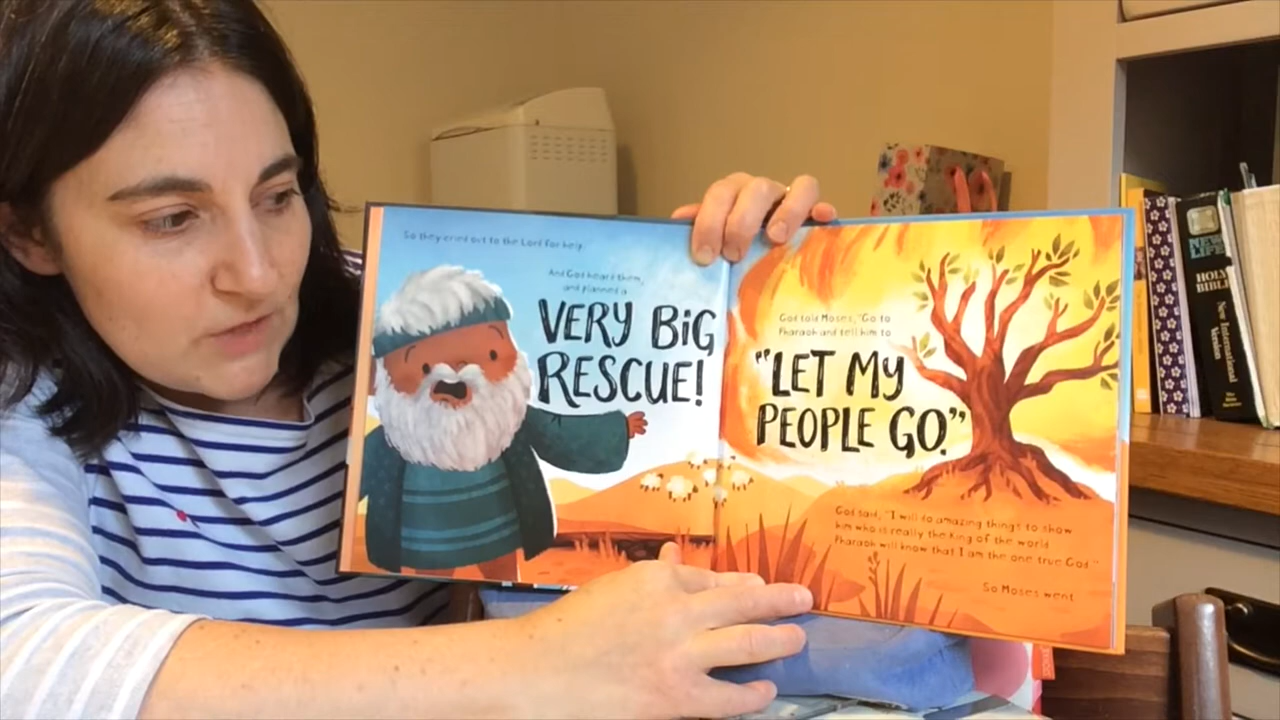 So they cried out to the Lord for help.
And God heard them,
and planned a
VERY BIG
RESCUE!
God told Moses, "Go to
Pharaoh and tell him to
"LET MY
PEOPLE GO."
God said, "I will do amazing things to show
him who is really the King of the world.
Pharaoh will know that I am the one true God."
So Moses went
NEW
LIFE
HOLY
BIBLE
New International
Version